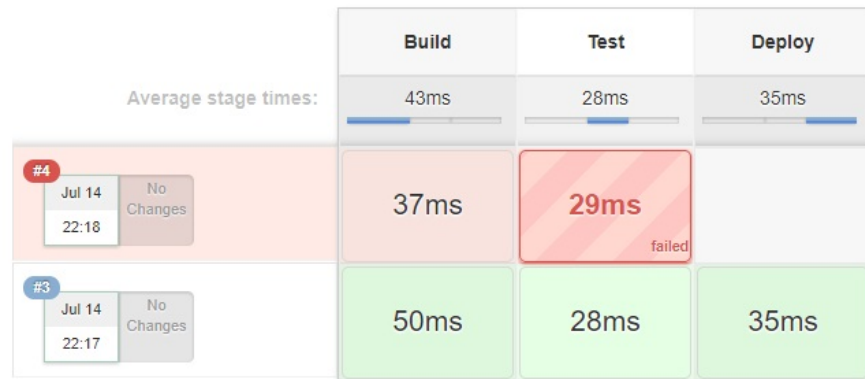 Build Test Deploy
Average stage times: 43ms 28ms 35ms
#4
Jul 14 No
Changes
22:18
37ms 29ms
failed
#3
Jul 14 No
Changes
22:17
50ms 28ms 35ms